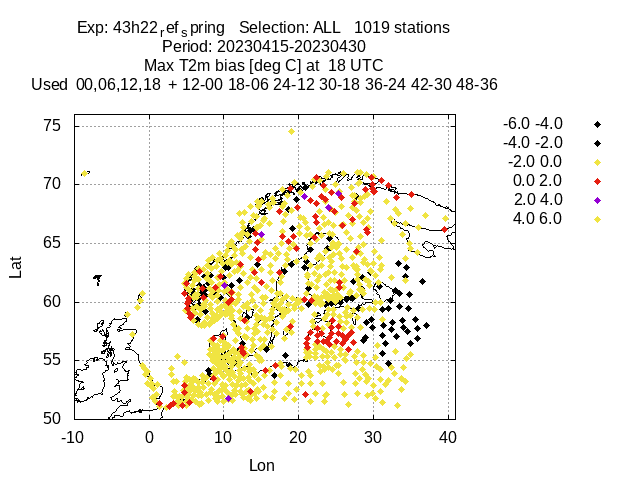 Exp: 43h22ref_spring   Selection: ALL   1019 stations
Period: 20230415-20230430
Max T2m bias [deg C] at  18 UTC
Used  00,06,12,18  + 12-00 18-06 24-12 30-18 36-24 42-30 48-36
-6.0 -4.0
-4.0 -2.0
-2.0 0.0
0.0 2.0
2.0 4.0
4.0 6.0
75
70
65
60
55
50
Lat
-10 0 10 20 30 40
Lon